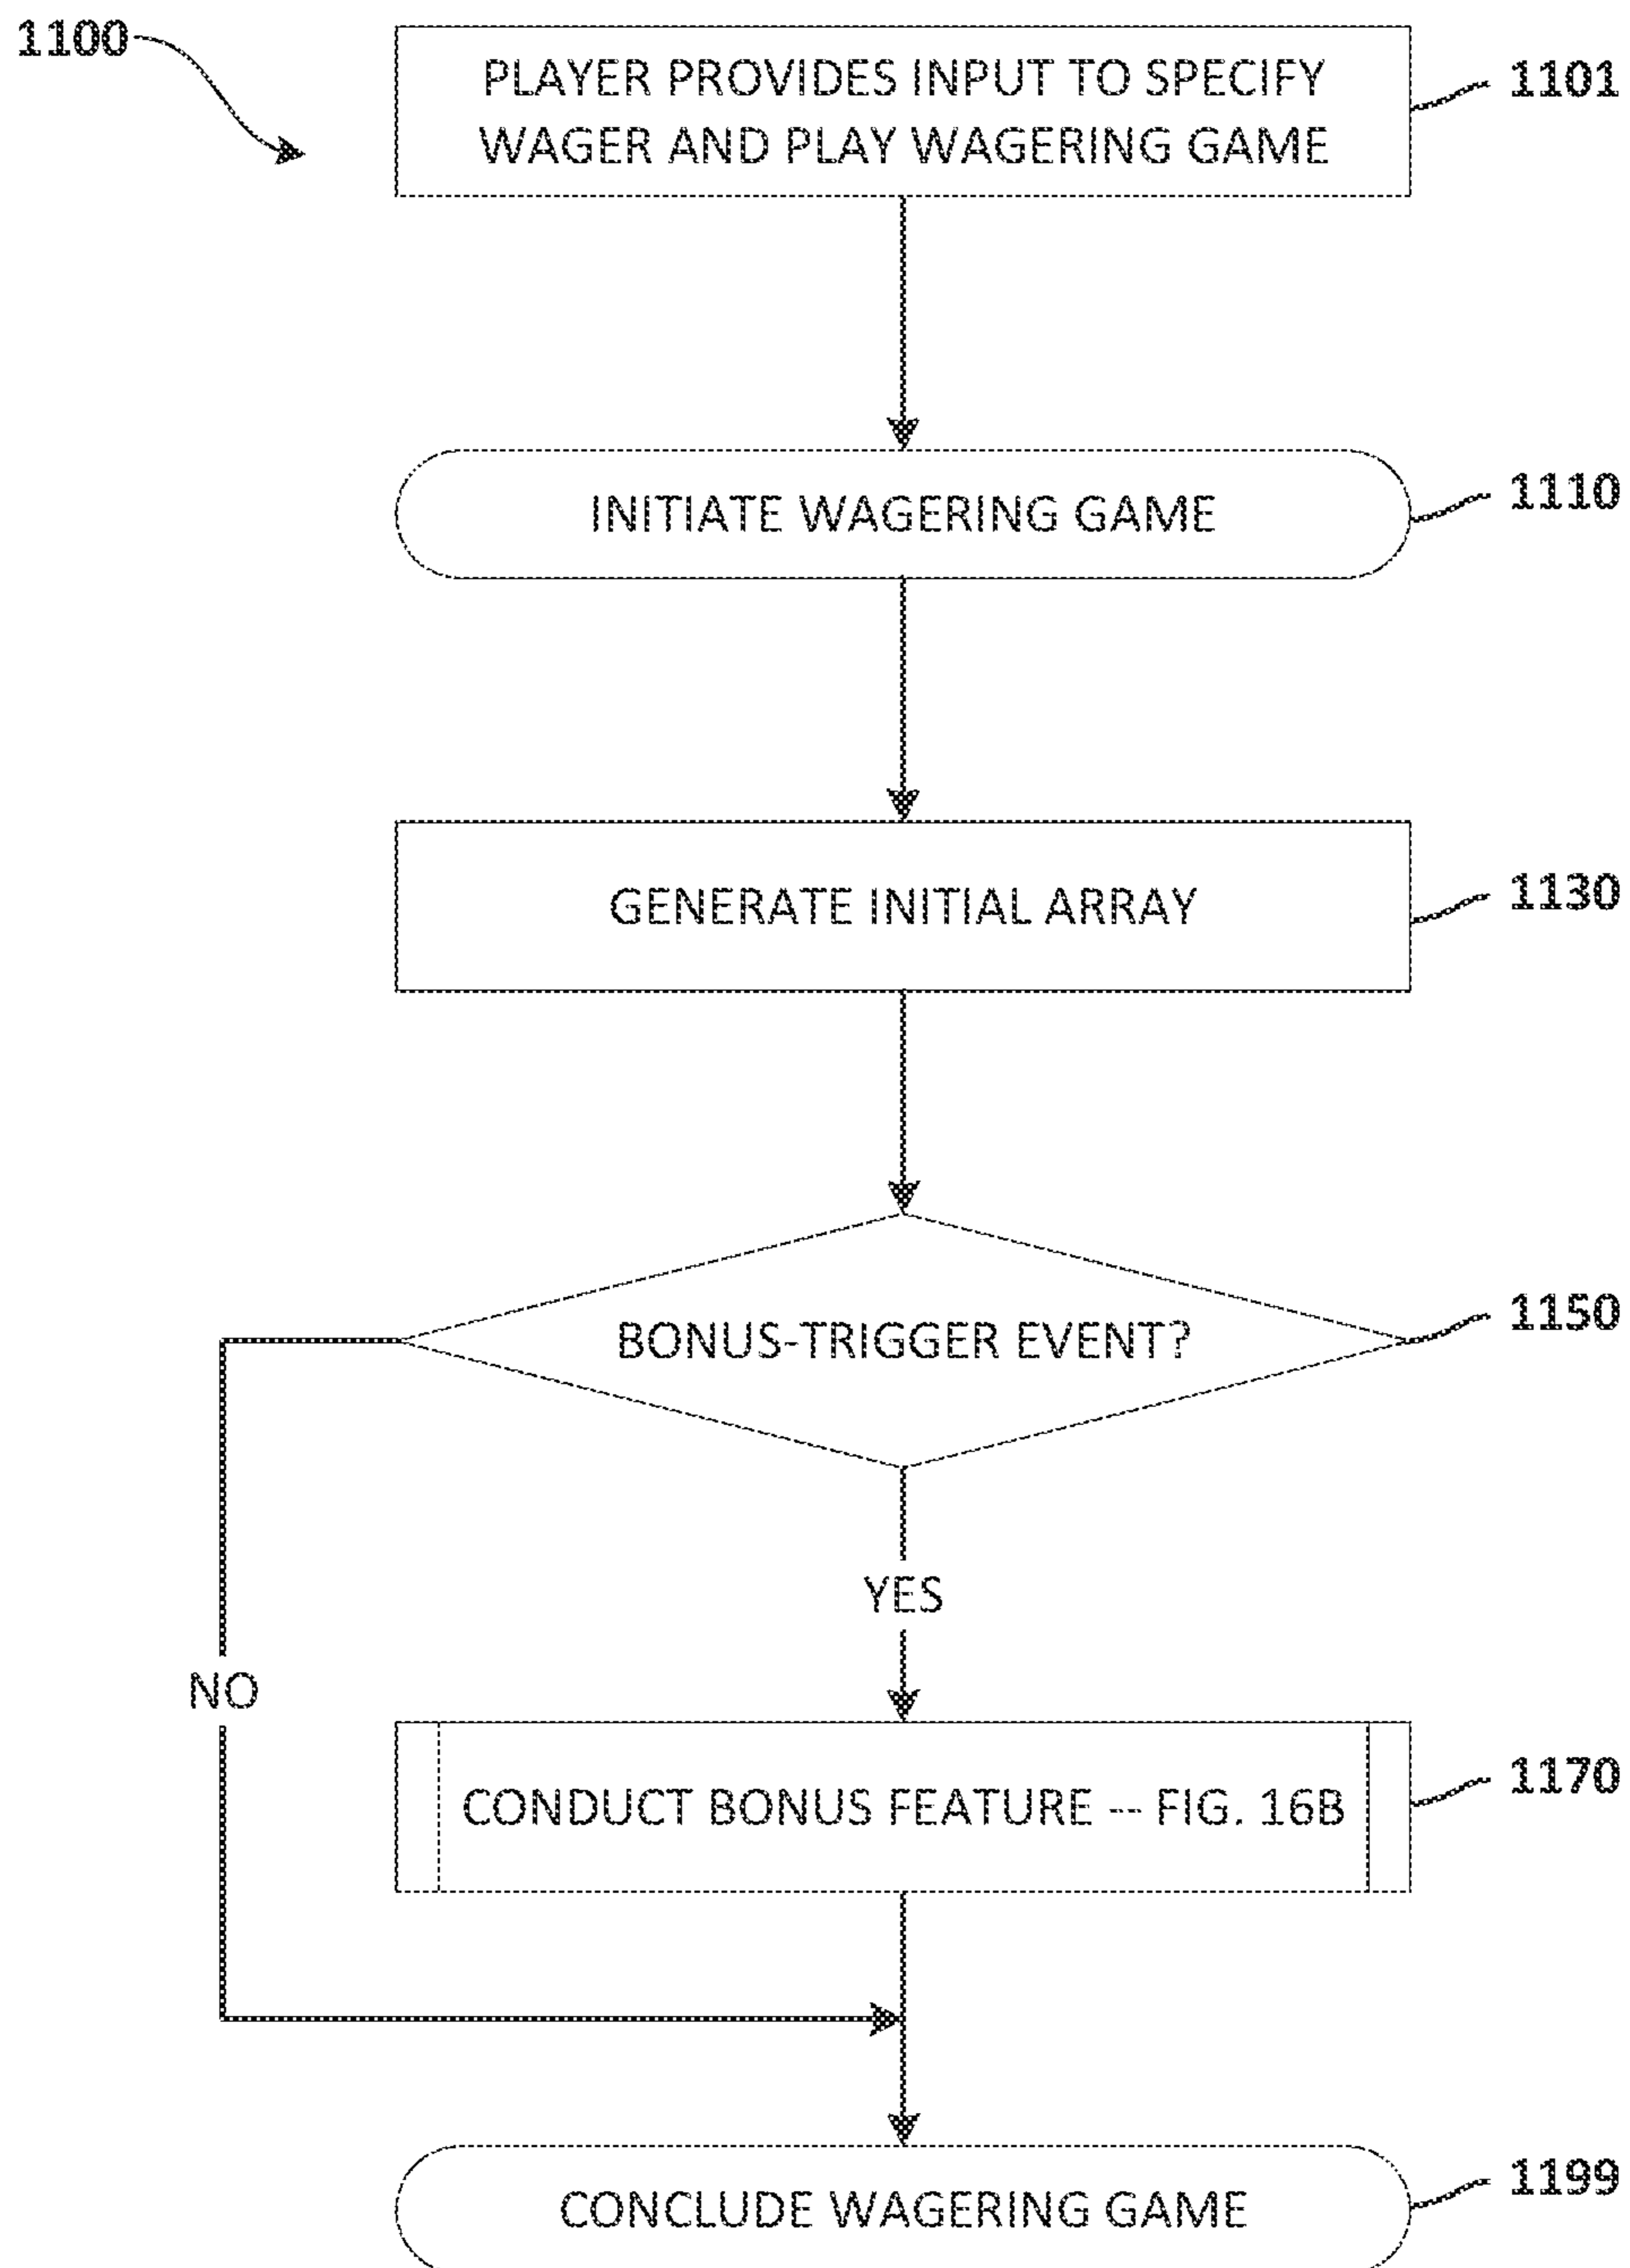 1100
PLAYER PROVIDES INPUT TO SPECIFY
WAGER AND PLAY WAGERING GAME
1101
INITIATE WAGERING GAME
1110
GENERATE INITIAL ARRAY
1130
BONUS-TRIGGER EVENT?
1150
YES
NO
CONDUCT BONUS FEATURE -- FIG. 16B
1170
CONCLUDE WAGERING GAME
1199